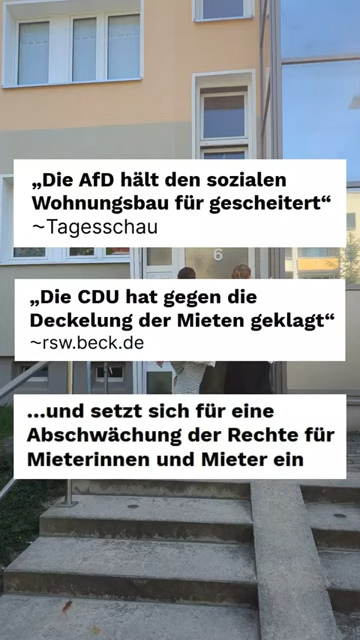 „Die AfD hält den sozialen
Wohnungsbau für gescheitert“
~Tagesschau
6
„Die CDU hat gegen die
Deckelung der Mieten geklagt“
~rsw.beck.de
...und setzt sich für eine
Abschwächung der Rechte für
Mieterinnen und Mieter ein